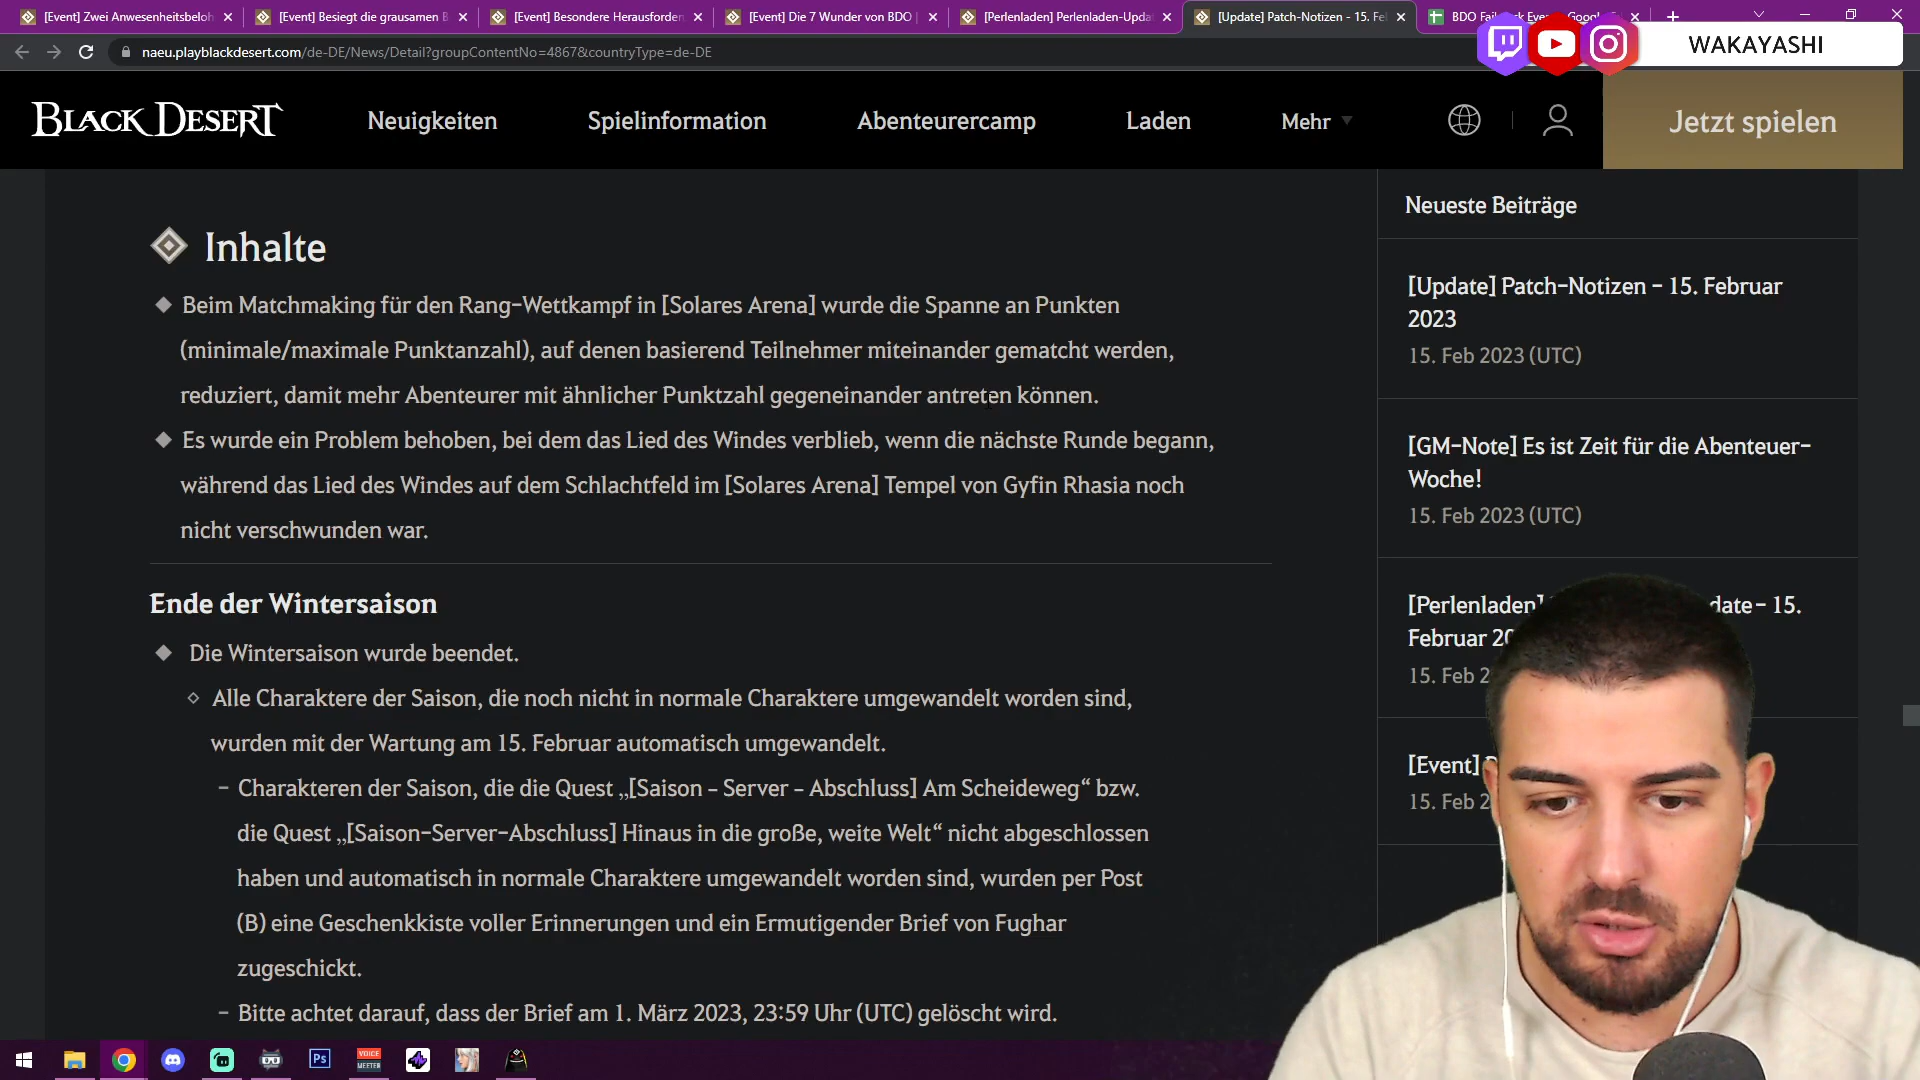 [Event] Zwei Anwesenheitsbeloh
[Event] Besiegt die grausamen B
[Event] Besondere Herausforder
[Event] Die 7 Wunder von BDO |
[Perlenladen] Perlenladen-Upda
[Update] Patch-Notizen - 15. Fe
naeu.playblackdesert.com/de-DE/News/Detail?groupContentNo=4867&countryType=de-DE
WAKAYASHI
BLACK DESERT
Neuigkeiten
Spielinformation
Abenteurercamp
Laden
Mehr
Jetzt spielen
Inhalte
Beim Matchmaking für den Rang-Wettkampf in [Solares Arena] wurde die Spanne an Punkten
(minimale/maximale Punktanzahl), auf denen basierend Teilnehmer miteinander gematcht werden,
reduziert, damit mehr Abenteurer mit ähnlicher Punktzahl gegeneinander antreten können.
Es wurde ein Problem behoben, bei dem das Lied des Windes verblieb, wenn die nächste Runde begann,
während das Lied des Windes auf dem Schlachtfeld im [Solares Arena] Tempel von Gyfin Rhasia noch
nicht verschwunden war.
Ende der Wintersaison
Die Wintersaison wurde beendet.
Alle Charaktere der Saison, die noch nicht in normale Charaktere umgewandelt worden sind,
wurden mit der Wartung am 15. Februar automatisch umgewandelt.
- Charakteren der Saison, die die Quest „[Saison - Server - Abschluss] Am Scheideweg“ bzw.
die Quest „[Saison-Server-Abschluss] Hinaus in die große, weite Welt“ nicht abgeschlossen
haben und automatisch in normale Charaktere umgewandelt worden sind, wurden per Post
(B) eine Geschenkkiste voller Erinnerungen und ein Ermutigender Brief von Fughar
zugeschickt.
- Bitte achtet darauf, dass der Brief am 1. März 2023, 23:59 Uhr (UTC) gelöscht wird.
Neueste Beiträge
[Update] Patch-Notizen - 15. Februar
2023
15. Feb 2023 (UTC)
[GM-Note] Es ist Zeit für die Abenteuer-
Woche!
15. Feb 2023 (UTC)
[Perlenladen] date - 15.
Februar 20
15. Feb 2
[Event]
15. Feb 2
Ps
VOICE
MEETER